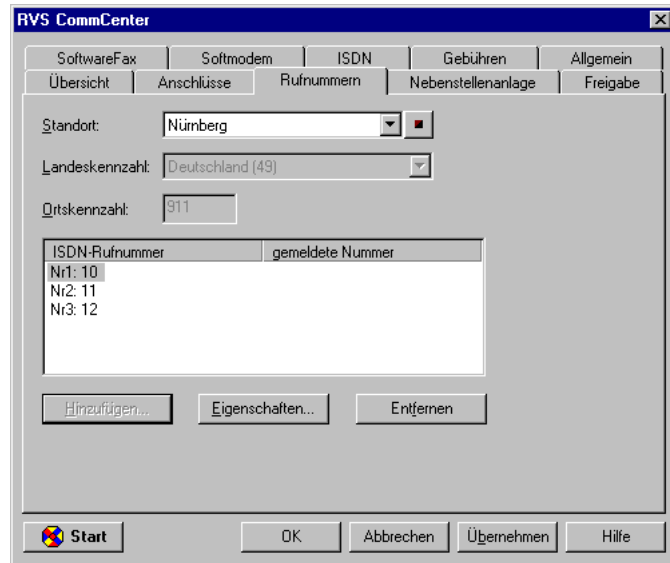 RVS CommCenter
SoftwareFax Softmodem ISDN Gebühren Allgemein
Übersicht Anschlüsse Rufnummern Nebenstellenanlage Freigabe
Standort: Nürnberg
Landeskennzahl: Deutschland (49)
Ortskennzahl: 911
ISDN-Rufnummer gemeldete Nummer
Nr1: 10
Nr2: 11
Nr3: 12
Hinzufügen... Eigenschaften... Entfernen
Start OK Abbrechen Übernehmen Hilfe